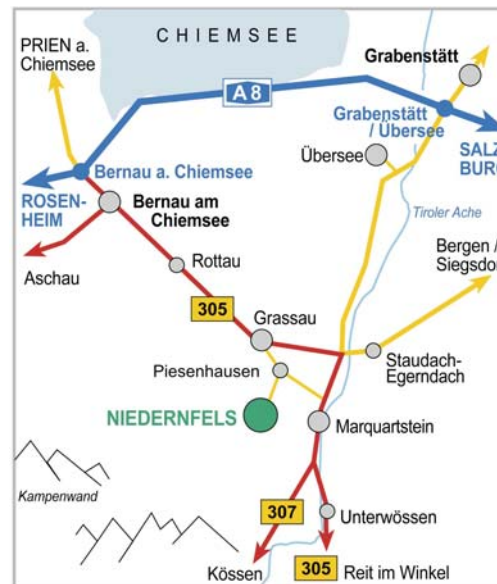 CHIEMSEE
PRIEN a.
Chiemsee
Grabenstätt
A 8
Grabenstätt
/ Übersee
SALZ
BURG
Übersee
Bernau a. Chiemsee
ROSEN-
HEIM
Bernau am
Chiemsee
Tiroler Ache
Bergen /
Siegsdorf
Aschau
Rottau
305
Grassau
Piesenhausen
Staudach-
Egerndach
NIEDERNFELS
Marquartstein
Kampenwand
307
Unterwössen
Kössen
305
Reit im Winkel